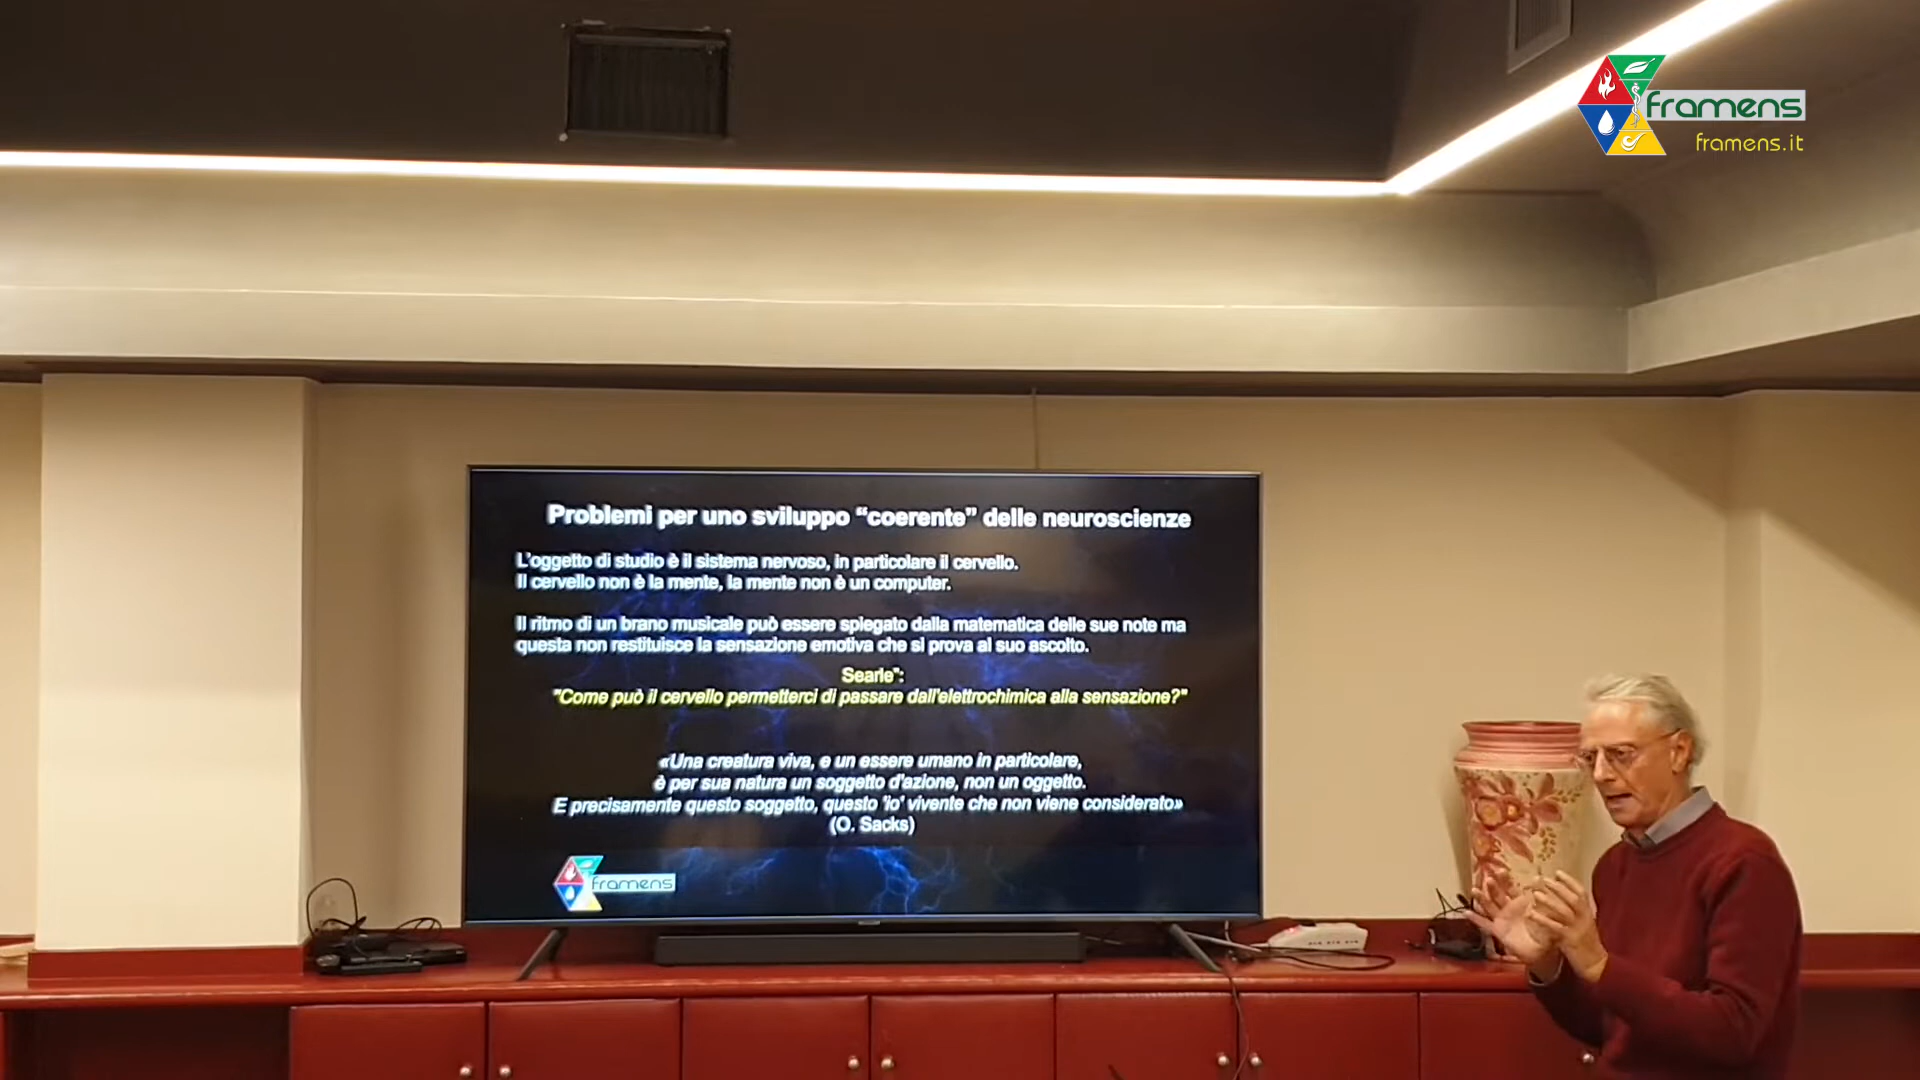 framens
framens.it
Problemi per uno sviluppo “coerente” delle neuroscienze
L'oggetto di studio è il sistema nervoso, in particolare il cervello.
Il cervello non è la mente, la mente non è un computer.
Il ritmo di un brano musicale può essere spiegato dalla matematica delle sue note ma
questa non restituisce la sensazione emotiva che si prova al suo ascolto.
Searle":
"Come può il cervello permetterci di passare dall'elettrochimica alla sensazione?"
«Una creatura viva, e un essere umano in particolare,
è per sua natura un soggetto d'azione, non un oggetto.
E precisamente questo soggetto, questo 'io' vivente che non viene considerato»
(O. Sacks)
framens